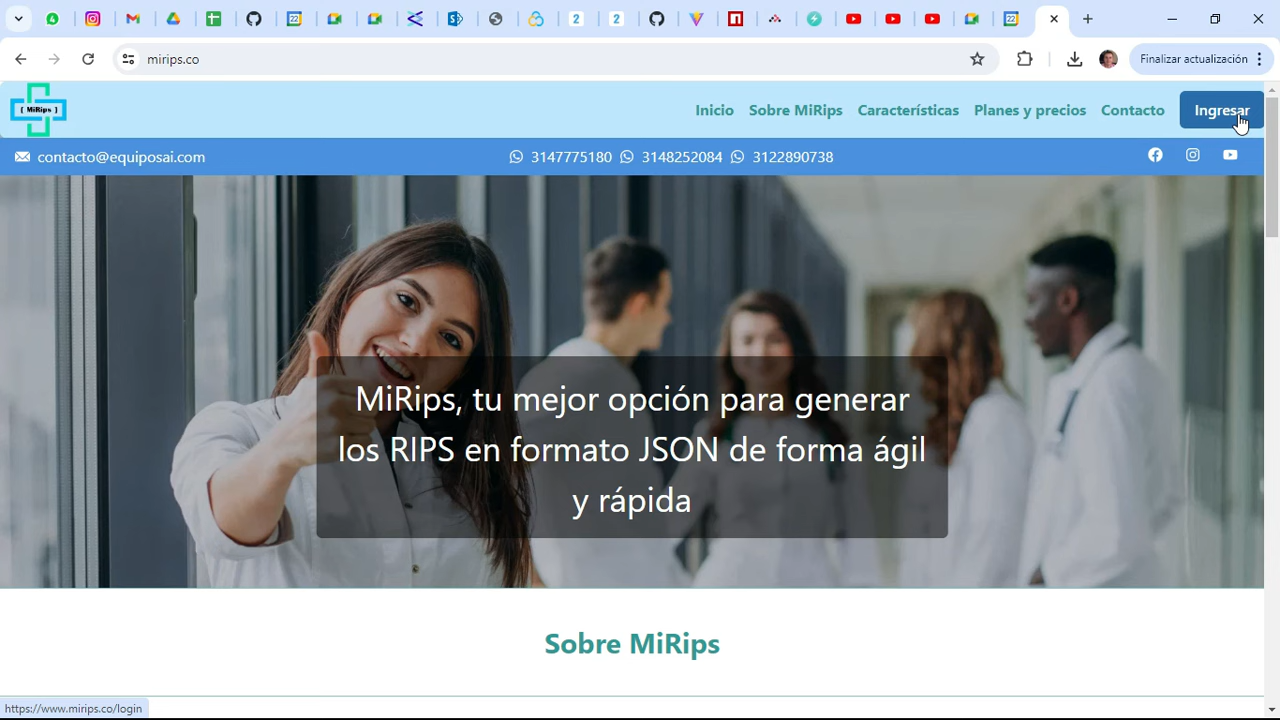 mirips.co
Finalizar actualización
[ MiRips ]
Inicio Sobre MiRips Características Planes y precios Contacto Ingresar
contacto@equiposai.com 3147775180 3148252084 3122890738
MiRips, tu mejor opción para generar
los RIPS en formato JSON de forma ágil
y rápida
Sobre MiRips
https://www.mirips.co/login